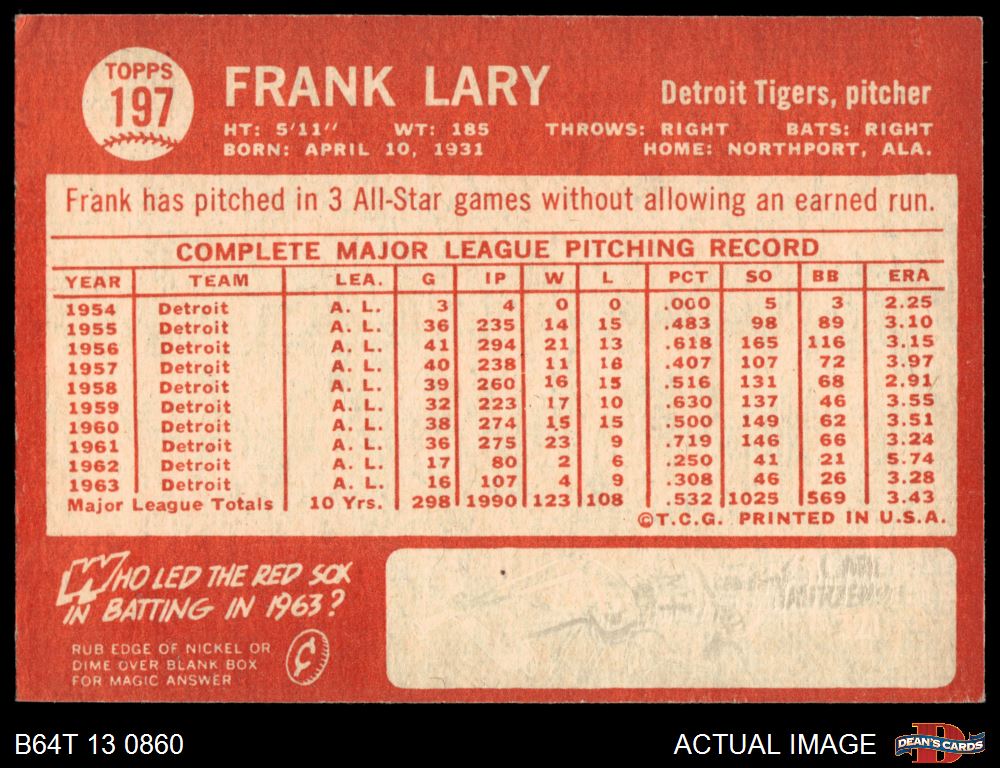 TOPPS
197
FRANK LARY
Detroit Tigers, pitcher
HT: 5'11" WT: 185 THROWS: RIGHT BATS: RIGHT
BORN: APRIL 10, 1931 HOME: NORTHPORT, ALA.
Frank has pitched in 3 All-Star games without allowing an earned run.
COMPLETE MAJOR LEAGUE PITCHING RECORD
YEAR TEAM LEA. G IP W L PCT SO BB ERA
1954 Detroit A. L. 3 4 0 0 .000 5 3 2.25
1955 Detroit A. L. 36 235 14 15 .483 98 89 3.10
1956 Detroit A. L. 41 294 21 13 .618 165 116 3.15
1957 Detroit A. L. 40 238 11 16 .407 107 72 3.97
1958 Detroit A. L. 39 260 16 15 .516 131 68 2.91
1959 Detroit A. L. 32 223 17 10 .630 137 46 3.55
1960 Detroit A. L. 38 274 15 15 .500 149 62 3.51
1961 Detroit A. L. 36 275 23 9 .719 146 66 3.24
1962 Detroit A. L. 17 80 2 6 .250 41 21 5.74
1963 Detroit A. L. 16 107 4 9 .308 46 26 3.28
Major League Totals 10 Yrs. 298 1990 123 108 .532 1025 569 3.43
©T.C.G. PRINTED IN U.S.A.
WHO LED THE RED SOX
IN BATTING IN 1963?
RUB EDGE OF NICKEL OR
DIME OVER BLANK BOX
FOR MAGIC ANSWER
¢
B64T 13 0860
ACTUAL IMAGE
D
DEAN'S CARDS